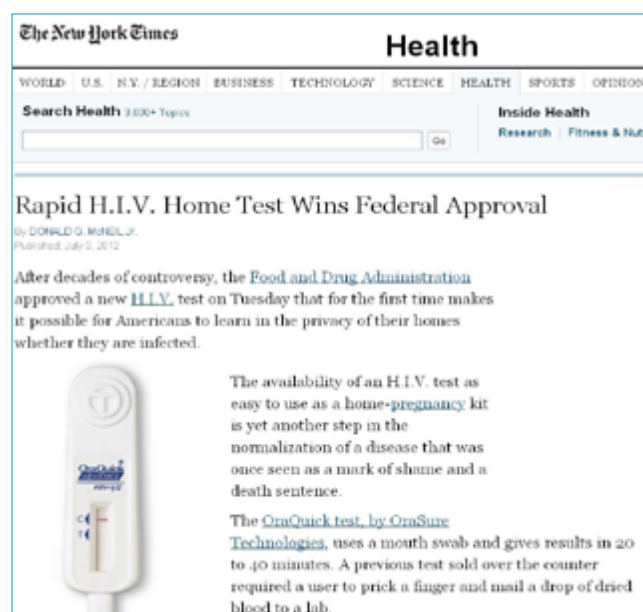 The New York Times
Health
WORLD U.S. N.Y. / REGION BUSINESS TECHNOLOGY SCIENCE HEALTH SPORTS OPINION
Search Health 3,000+ Topics
Inside Health
Go
Research Fitness & Nut
Rapid H.I.V. Home Test Wins Federal Approval
By DONALD G. McNEIL Jr.
Published: July 3, 2012
After decades of controversy, the Food and Drug Administration
approved a new H.I.V. test on Tuesday that for the first time makes
it possible for Americans to learn in the privacy of their homes
whether they are infected.
The availability of an H.I.V. test as
easy to use as a home-pregnancy kit
is yet another step in the
normalization of a disease that was
once seen as a mark of shame and a
death sentence.
OraQuick
C
T
The OraQuick test, by OraSure
Technologies, uses a mouth swab and gives results in 20
to 40 minutes. A previous test sold over the counter
required a user to prick a finger and mail a drop of dried
blood to a lab.